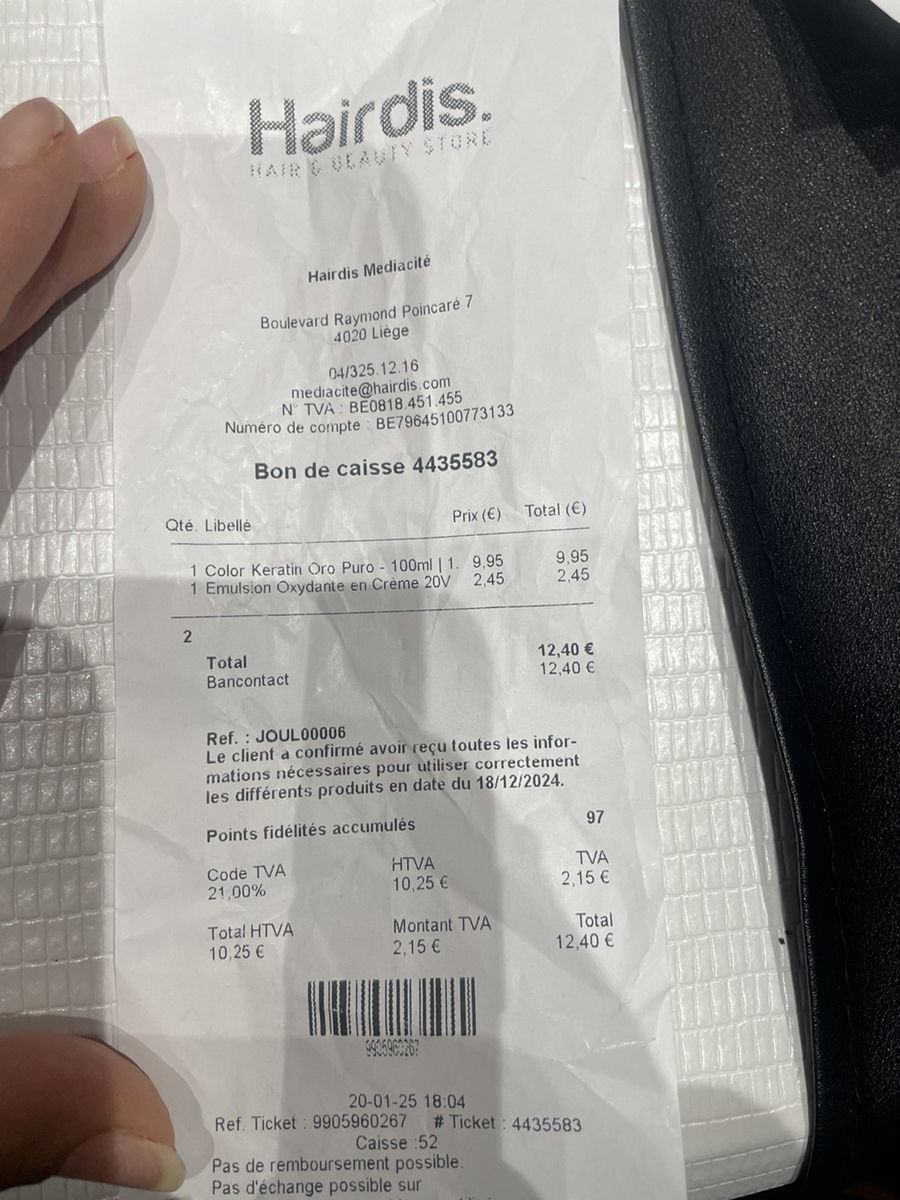 Hairdis.
HAIR & BEAUTY STORE
Hairdis Mediacité
Boulevard Raymond Poincaré 7
4020 Liège
04/325.12.16
mediacite@hairdis.com
N° TVA : BE0818.451.455
Numéro de compte : BE79645100773133
Bon de caisse 4435583
Qté. Libellé Prix (€) Total (€)
1 Color Keratin Oro Puro - 100ml | 1. 9,95 9,95
1 Emulsion Oxydante en Crème 20V 2,45 2,45
2
Total 12,40 €
Bancontact 12,40 €
Ref. : JOUL00006
Le client a confirmé avoir reçu toutes les infor-
mations nécessaires pour utiliser correctement
les différents produits en date du 18/12/2024.
Points fidélités accumulés 97
Code TVA HTVA TVA
21,00% 10,25 € 2,15 €
Total HTVA Montant TVA Total
10,25 € 2,15 € 12,40 €
9905960267
20-01-25 18:04
Ref. Ticket : 9905960267 # Ticket : 4435583
Caisse :52
Pas de remboursement possible.
Pas d'échange possible sur